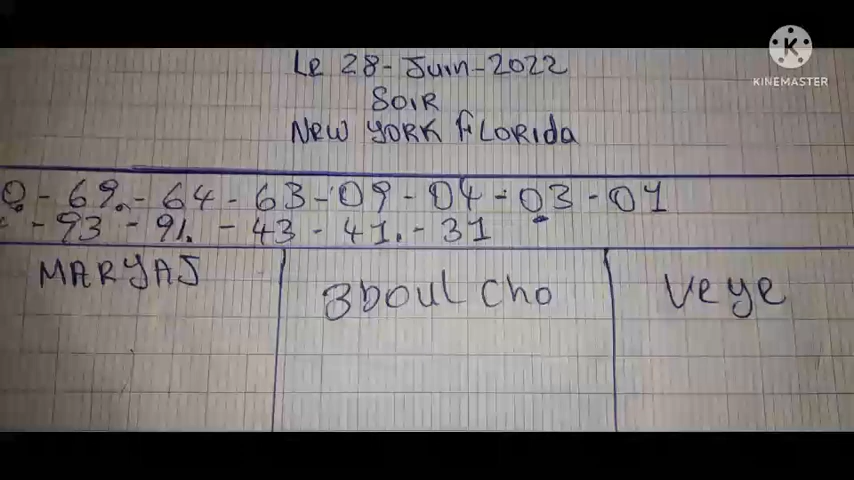 Le 28-Juin-2022
SOIR
NEW YORK FLORIDA
- 69.- 64 - 63 - 09 - 04 - 03 - 01
- 93 - 91. - 43 - 41. - 31
MARYAJ
3boul cho
veye
K
KINEMASTER